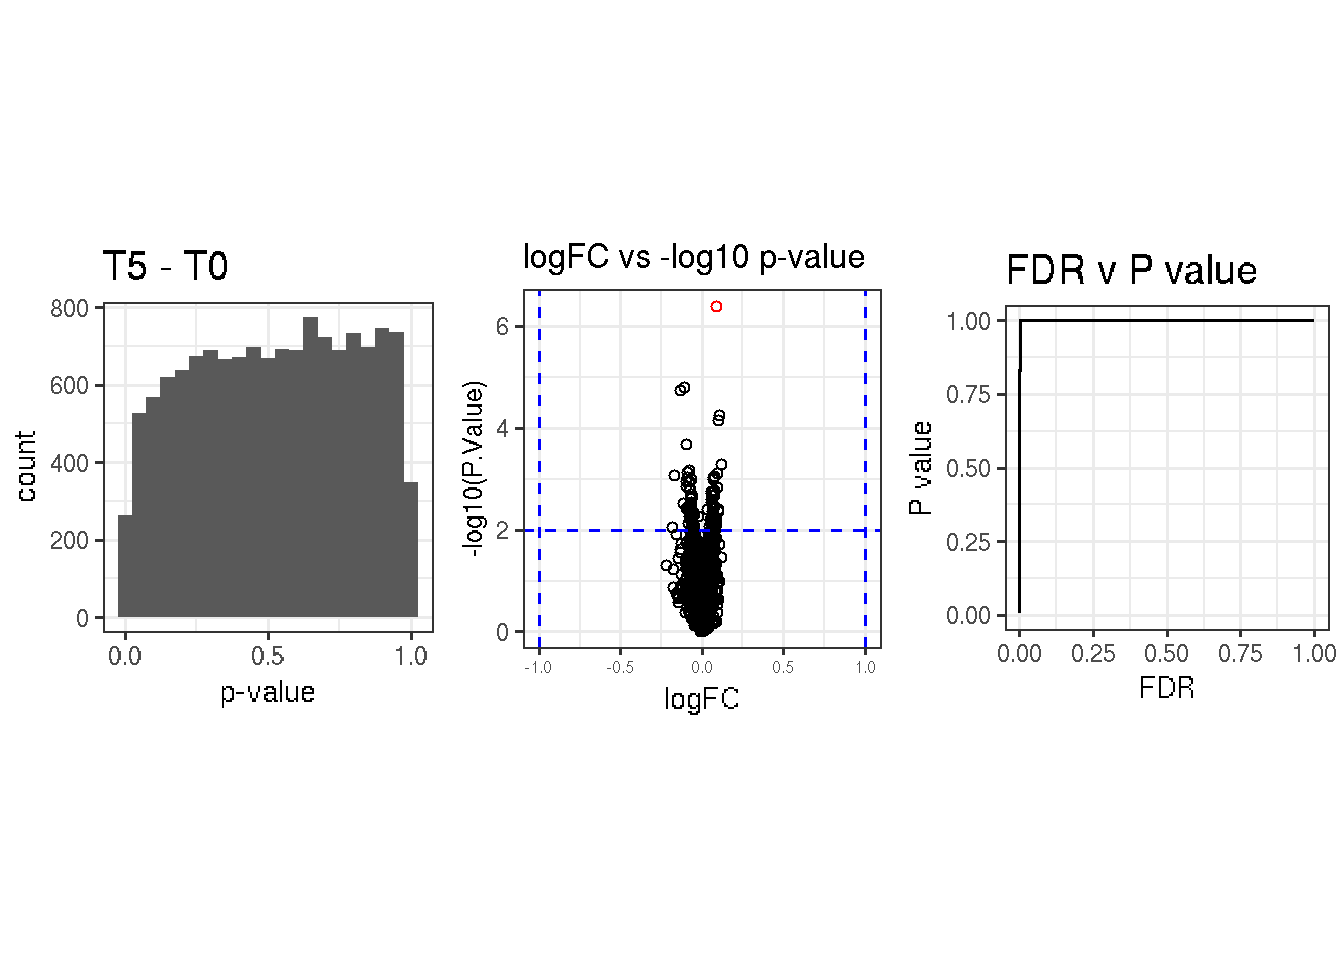 T5 - T0
800
600
400
200
0
count
0.0 0.5 1.0
p-value
logFC vs -log10 p-value
6
4
2
0
-log10(P.Value)
-1.0 -0.5 0.0 0.5 1.0
logFC
FDR v P value
1.00
0.75
0.50
0.25
0.00
P value
0.00 0.25 0.50 0.75 1.00
FDR